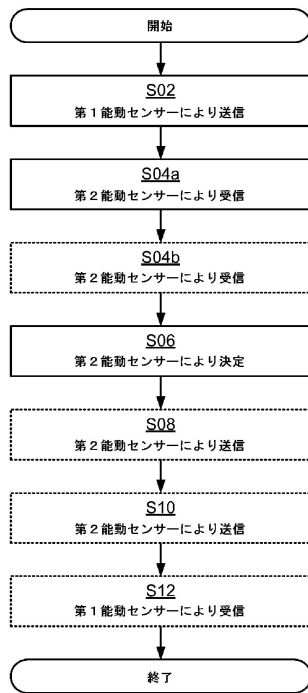 開始
S02
第1能動センサーにより送信
S04a
第2能動センサーにより受信
S04b
第2能動センサーにより受信
S06
第2能動センサーにより決定
S08
第2能動センサーにより送信
S10
第2能動センサーにより送信
S12
第1能動センサーにより受信
終了